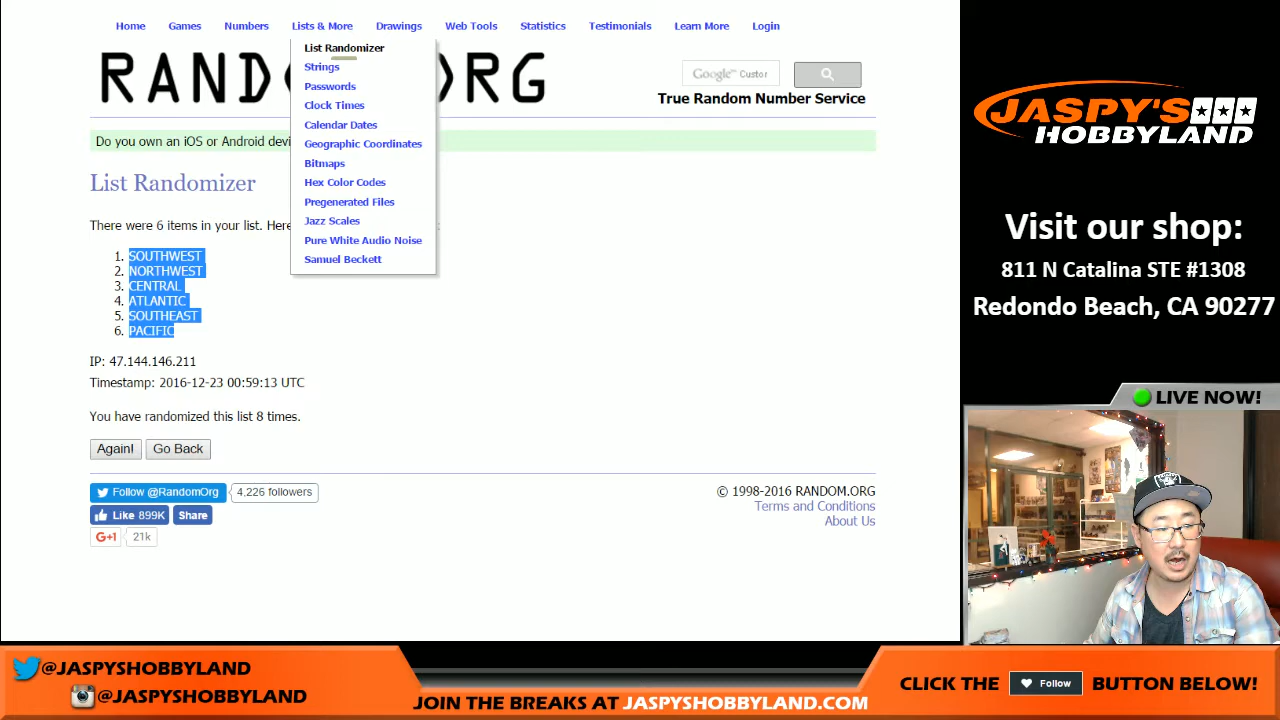 Home Games Numbers Lists & More Drawings Web Tools Statistics Testimonials Learn More Login
List Randomizer
Strings
Passwords
Clock Times
Calendar Dates
Geographic Coordinates
Bitmaps
Hex Color Codes
Pregenerated Files
Jazz Scales
Pure White Audio Noise
Samuel Beckett
RAND RG
Google™ Custor
True Random Number Service
Do you own an iOS or Android devi
List Randomizer
There were 6 items in your list. Here
1. SOUTHWEST
2. NORTHWEST
3. CENTRAL
4. ATLANTIC
5. SOUTHEAST
6. PACIFIC
IP: 47.144.146.211
Timestamp: 2016-12-23 00:59:13 UTC
You have randomized this list 8 times.
Again! Go Back
Follow @RandomOrg 4,226 followers
Like 899K Share
G+1 21k
© 1998-2016 RANDOM.ORG
Terms and Conditions
About Us
JASPY'S
HOBBYLAND
Visit our shop:
811 N Catalina STE #1308
Redondo Beach, CA 90277
LIVE NOW!
@JASPYSHOBBYLAND
@JASPYSHOBBYLAND
JOIN THE BREAKS AT JASPYSHOBBYLAND.COM
CLICK THE Follow BUTTON BELOW!